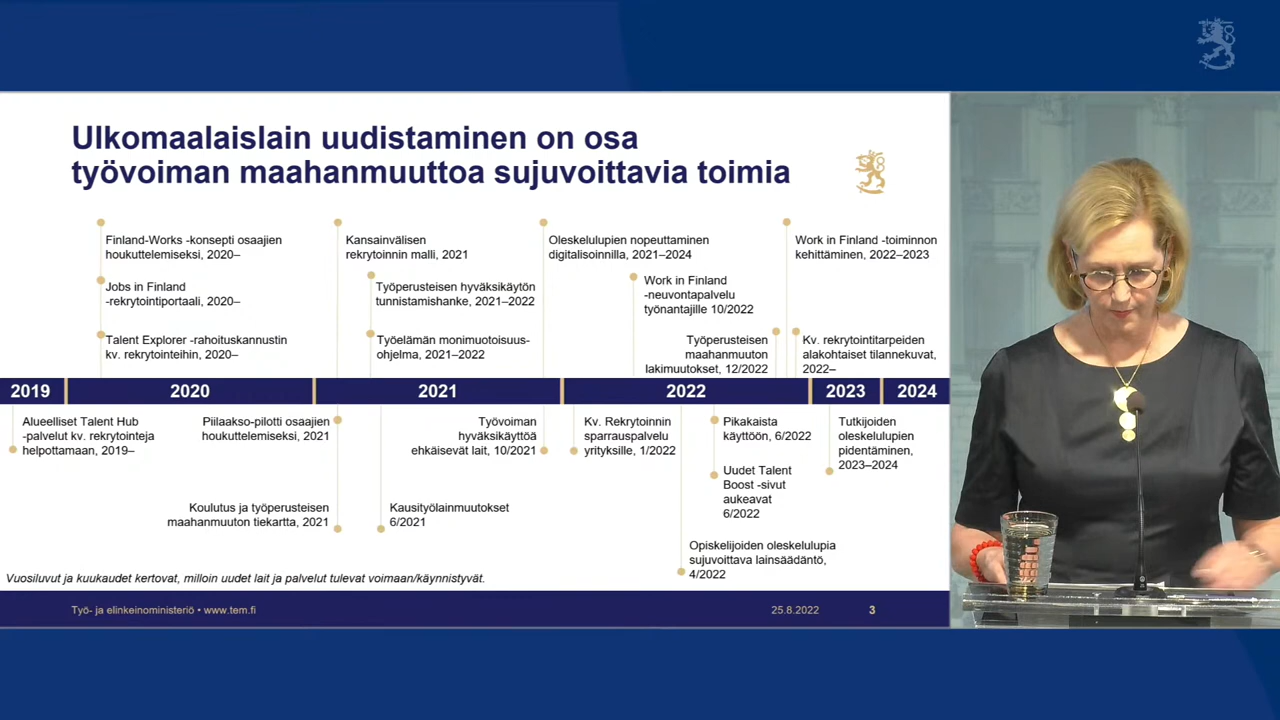 Ulkomaalaislain uudistaminen on osa
työvoiman maahanmuuttoa sujuvoittavia toimia
Finland-Works -konsepti osaajien
houkuttelemiseksi, 2020–
Jobs in Finland
-rekrytointiportaali, 2020–
Talent Explorer -rahoituskannustin
kv. rekrytointeihin, 2020–
Kansainvälisen
rekrytoinnin malli, 2021
Työperusteisen hyväksikäytön
tunnistamishanke, 2021–2022
Työelämän monimuotoisuus-
ohjelma, 2021–2022
Oleskelulupien nopeuttaminen
digitalisoinnilla, 2021–2024
Work in Finland
-neuvontapalvelu
työnantajille 10/2022
Työperusteisen
maahanmuuton
lakimuutokset, 12/2022
Work in Finland -toiminnon
kehittäminen, 2022–2023
Kv. rekrytointitarpeiden
alakohtaiset tilannekuvat,
2022–
2019 2020 2021 2022 2023 2024
Alueelliset Talent Hub
-palvelut kv. rekrytointeja
helpottamaan, 2019–
Piilaakso-pilotti osaajien
houkuttelemiseksi, 2021
Koulutus ja työperusteisen
maahanmuuton tiekartta, 2021
Kausityölainmuutokset
6/2021
Työvoiman
hyväksikäyttöä
ehkäisevät lait, 10/2021
Kv. Rekrytoinnin
sparrauspalvelu
yrityksille, 1/2022
Pikakaista
käyttöön, 6/2022
Uudet Talent
Boost -sivut
aukeavat
6/2022
Opiskelijoiden oleskelulupia
sujuvoittava lainsäädäntö,
4/2022
Tutkijoiden
oleskelulupien
pidentäminen,
2023–2024
Vuosiluvut ja kuukaudet kertovat, milloin uudet lait ja palvelut tulevat voimaan/käynnistyvät.
Työ- ja elinkeinoministeriö • www.tem.fi 25.8.2022 3